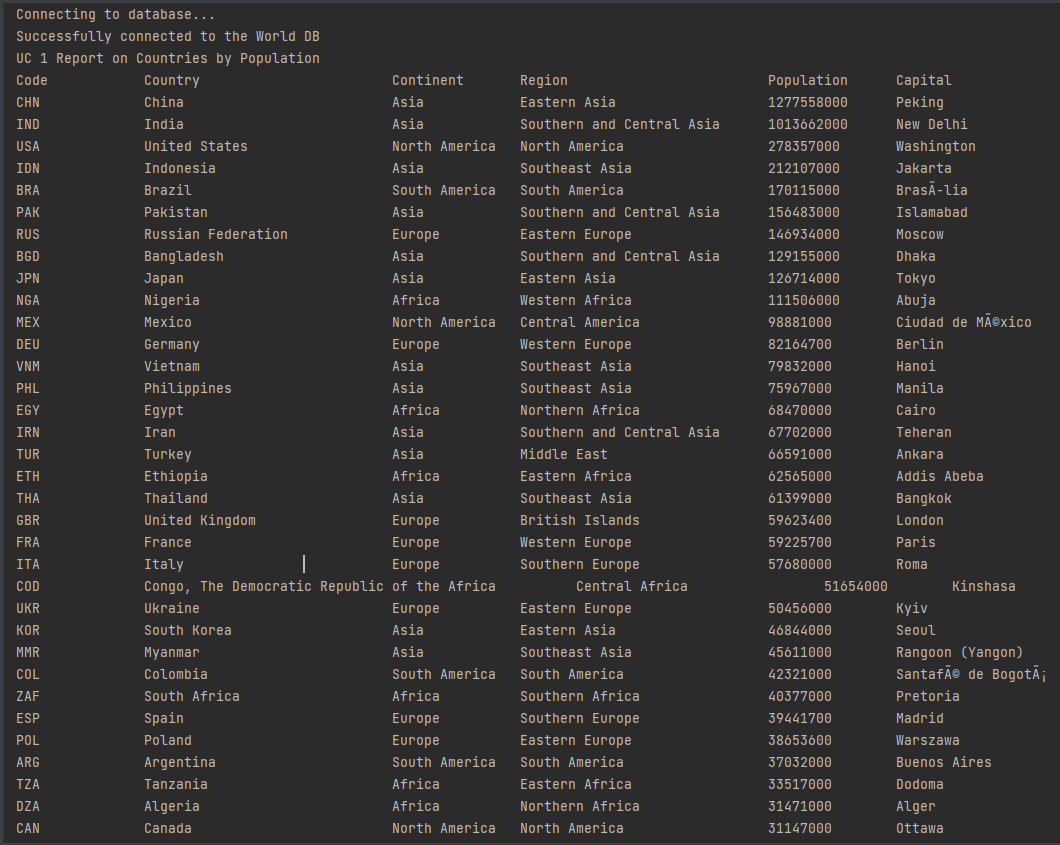 Connecting to database...
Successfully connected to the World DB
UC 1 Report on Countries by Population
Code Country Continent Region Population Capital
CHN China Asia Eastern Asia 1277558000 Peking
IND India Asia Southern and Central Asia 1013662000 New Delhi
USA United States North America North America 278357000 Washington
IDN Indonesia Asia Southeast Asia 212107000 Jakarta
BRA Brazil South America South America 170115000 BrasÃ-lia
PAK Pakistan Asia Southern and Central Asia 156483000 Islamabad
RUS Russian Federation Europe Eastern Europe 146934000 Moscow
BGD Bangladesh Asia Southern and Central Asia 129155000 Dhaka
JPN Japan Asia Eastern Asia 126714000 Tokyo
NGA Nigeria Africa Western Africa 111506000 Abuja
MEX Mexico North America Central America 98881000 Ciudad de MÃ©xico
DEU Germany Europe Western Europe 82164700 Berlin
VNM Vietnam Asia Southeast Asia 79832000 Hanoi
PHL Philippines Asia Southeast Asia 75967000 Manila
EGY Egypt Africa Northern Africa 68470000 Cairo
IRN Iran Asia Southern and Central Asia 67702000 Teheran
TUR Turkey Asia Middle East 66591000 Ankara
ETH Ethiopia Africa Eastern Africa 62565000 Addis Abeba
THA Thailand Asia Southeast Asia 61399000 Bangkok
GBR United Kingdom Europe British Islands 59623400 London
FRA France Europe Western Europe 59225700 Paris
ITA Italy Europe Southern Europe 57680000 Roma
COD Congo, The Democratic Republic of the Africa Central Africa 51654000 Kinshasa
UKR Ukraine Europe Eastern Europe 50456000 Kyiv
KOR South Korea Asia Eastern Asia 46844000 Seoul
MMR Myanmar Asia Southeast Asia 45611000 Rangoon (Yangon)
COL Colombia South America South America 42321000 SantafÃ© de BogotÃ¡
ZAF South Africa Africa Southern Africa 40377000 Pretoria
ESP Spain Europe Southern Europe 39441700 Madrid
POL Poland Europe Eastern Europe 38653600 Warszawa
ARG Argentina South America South America 37032000 Buenos Aires
TZA Tanzania Africa Eastern Africa 33517000 Dodoma
DZA Algeria Africa Northern Africa 31471000 Alger
CAN Canada North America North America 31147000 Ottawa